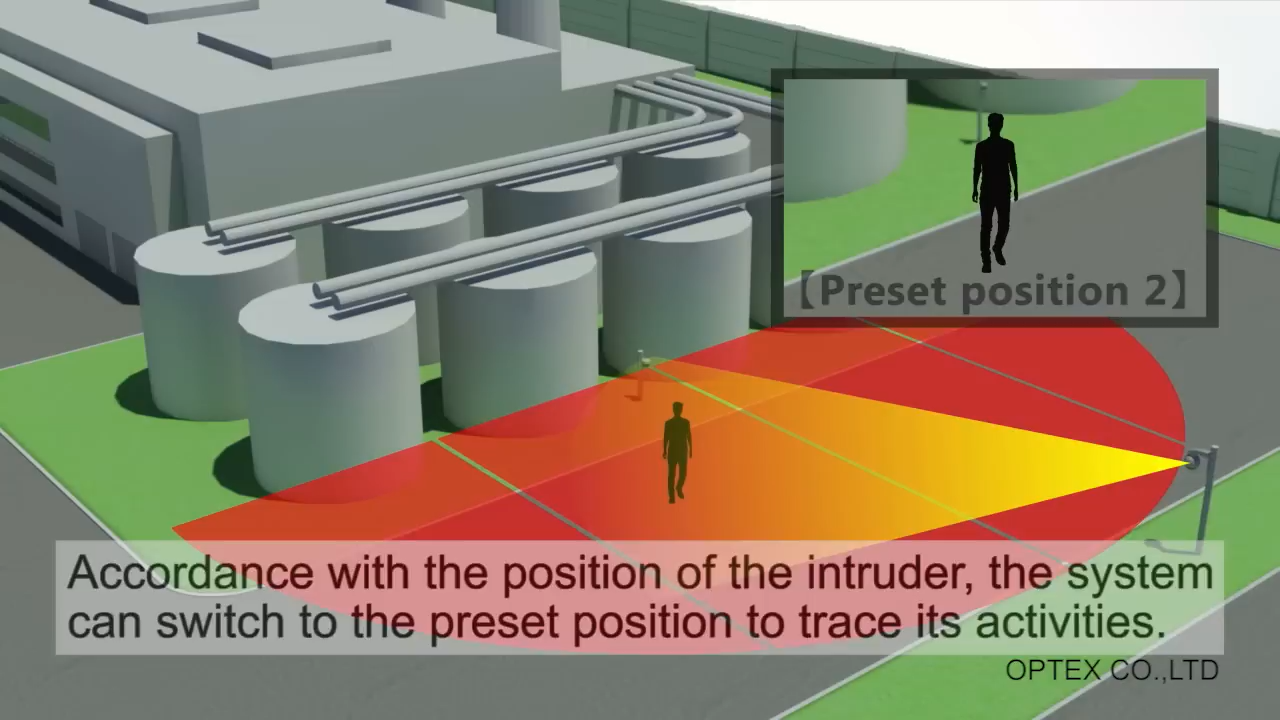 【Preset position 2】
Accordance with the position of the intruder, the system
can switch to the preset position to trace its activities.
OPTEX CO.,LTD